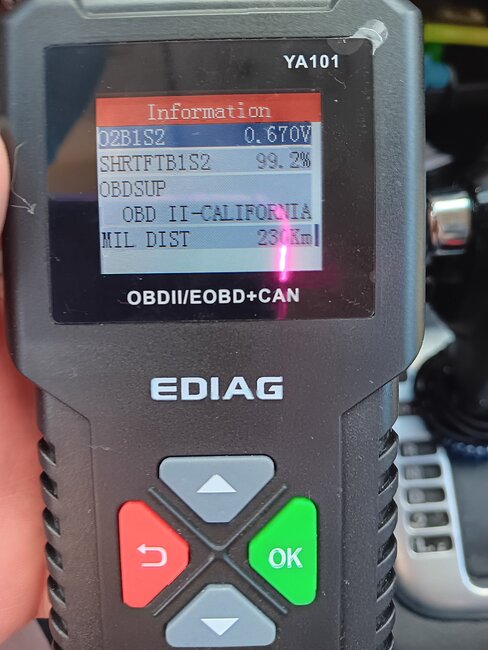 YA101
Information
O2B1S2 0.670V
SHRTFTB1S2 99.2%
OBDSUP
OBD II-CALIFORNIA
MIL DIST Km
OBDII/EOBD+CAN
EDIAG
OK